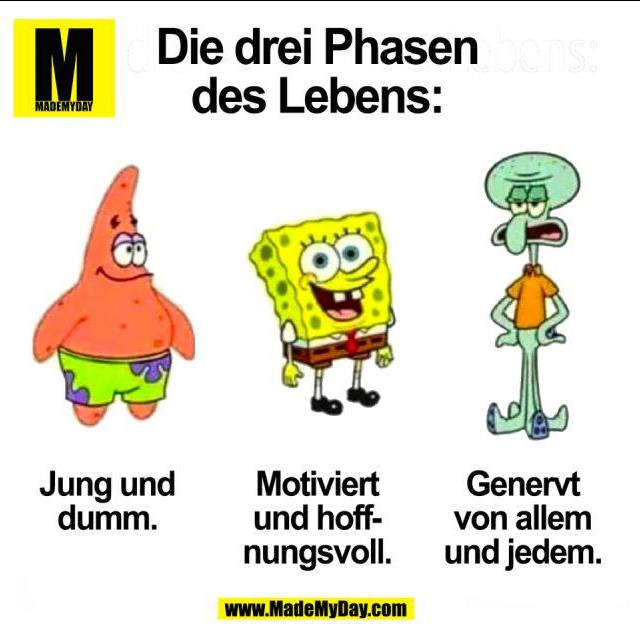 M
MADEMYDAY
Die drei Phasen
des Lebens:
Jung und
dumm.
Motiviert
und hoff-
nungsvoll.
Genervt
von allem
und jedem.
www.MadeMyDay.com